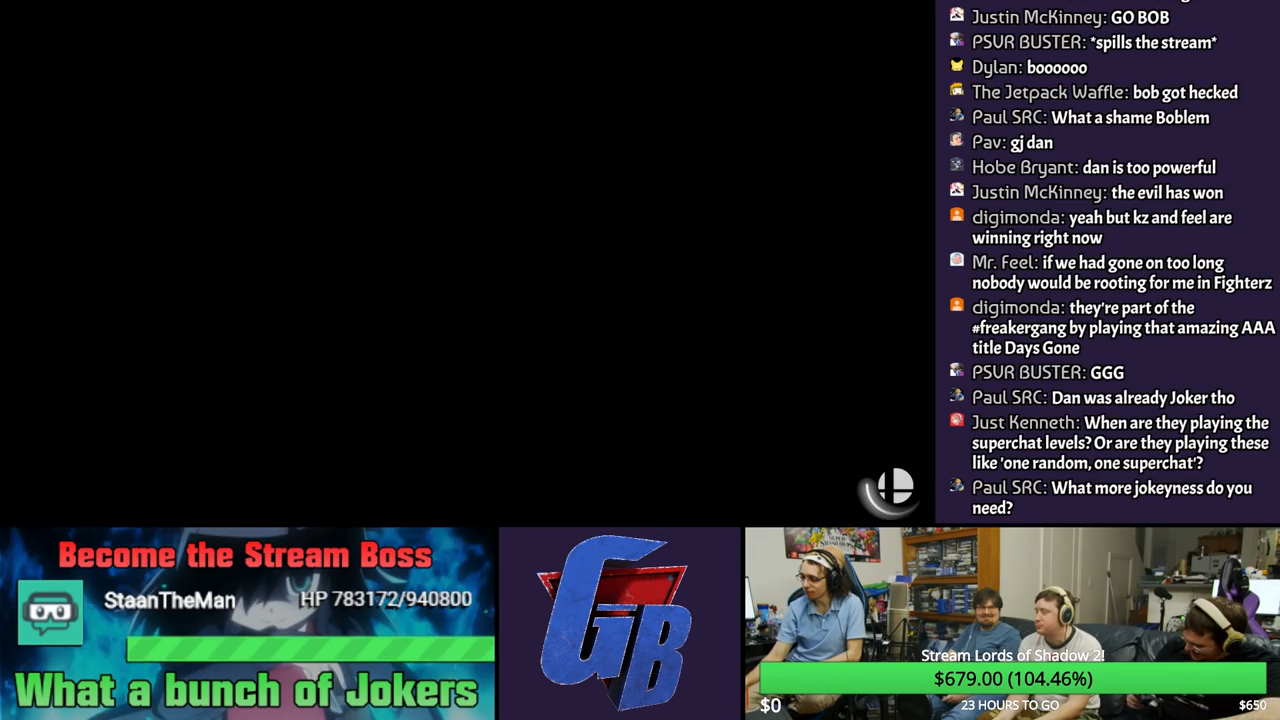 Justin McKinney: GO BOB
PSVR BUSTER: *spills the stream*
Dylan: boooooo
The Jetpack Waffle: bob got hecked
Paul SRC: What a shame Boblem
Pav: gj dan
Hobe Bryant: dan is too powerful
Justin McKinney: the evil has won
digimonda: yeah but kz and feel are
winning right now
Mr. Feel: if we had gone on too long
nobody would be rooting for me in Fighterz
digimonda: they're part of the
#freakergang by playing that amazing AAA
title Days Gone
PSVR BUSTER: GGG
Paul SRC: Dan was already Joker tho
Just Kenneth: When are they playing the
superchat levels? Or are they playing these
like 'one random, one superchat'?
Paul SRC: What more jokeyness do you
need?
Become the Stream Boss
StaanTheMan HP 783172/940800
What a bunch of Jokers
GB
Stream Lords of Shadow 2!
$679.00 (104.46%)
$0 23 HOURS TO GO $650